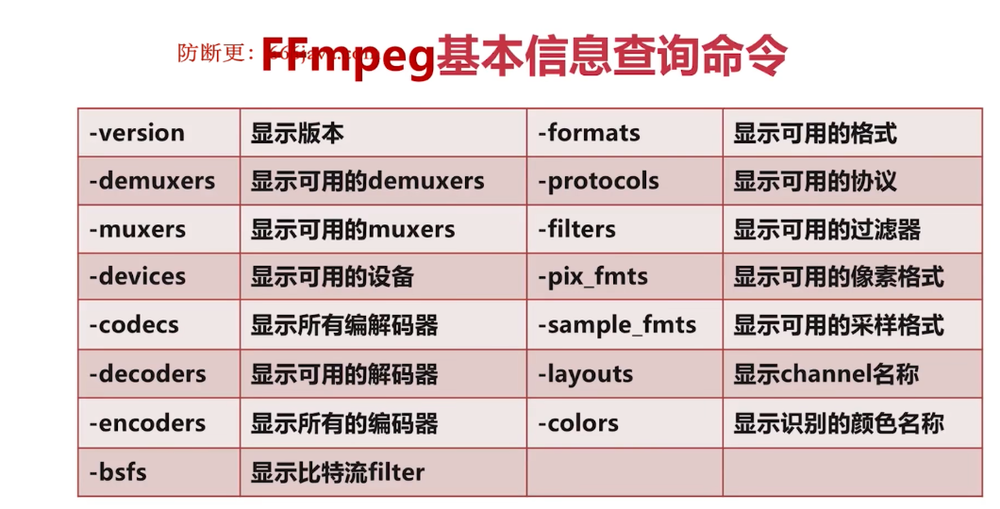 防断更：
FFmpeg基本信息查询命令
-version 显示版本 -formats 显示可用的格式
-demuxers 显示可用的demuxers -protocols 显示可用的协议
-muxers 显示可用的muxers -filters 显示可用的过滤器
-devices 显示可用的设备 -pix_fmts 显示可用的像素格式
-codecs 显示所有编解码器 -sample_fmts 显示可用的采样格式
-decoders 显示可用的解码器 -layouts 显示channel名称
-encoders 显示所有的编码器 -colors 显示识别的颜色名称
-bsfs 显示比特流filter